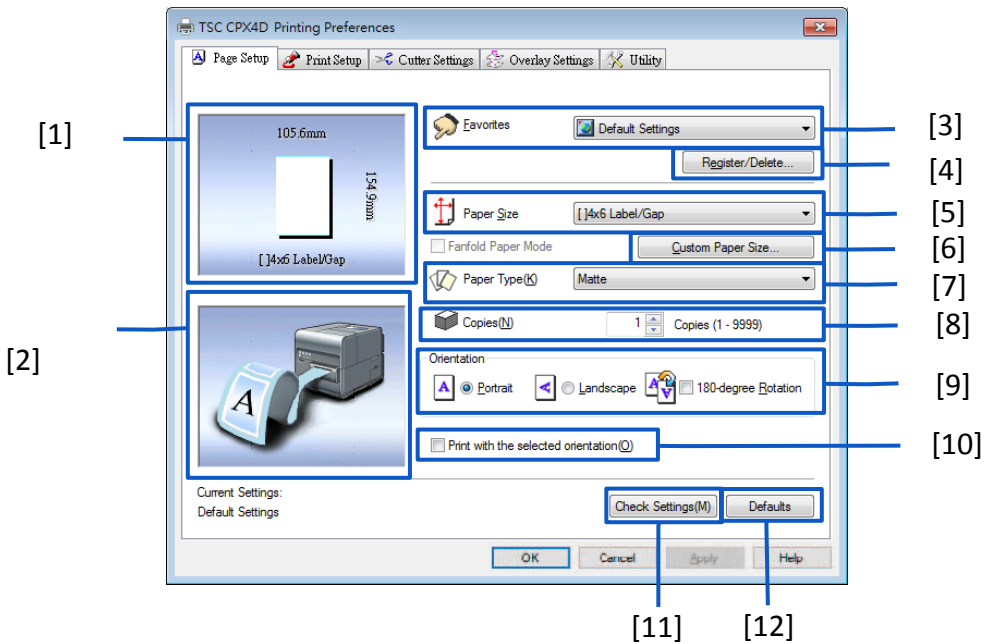 TSC CPX4D Printing Preferences
Page Setup Print Setup Cutter Settings Overlay Settings Utility
[1]
105.6mm
154.9mm
[ ]4x6 Label/Gap
Favorites Default Settings
[3]
Register/Delete...
[4]
Paper Size [ ]4x6 Label/Gap
[5]
Fanfold Paper Mode Custom Paper Size...
[6]
Paper Type(K) Matte
[7]
Copies(N) 1 Copies (1 - 9999)
[8]
[2]
A
Orientation
A Portrait A Landscape A A 180-degree Rotation
[9]
Print with the selected orientation(O)
[10]
Current Settings:
Default Settings
Check Settings(M) Defaults
OK Cancel Apply Help
[11] [12]